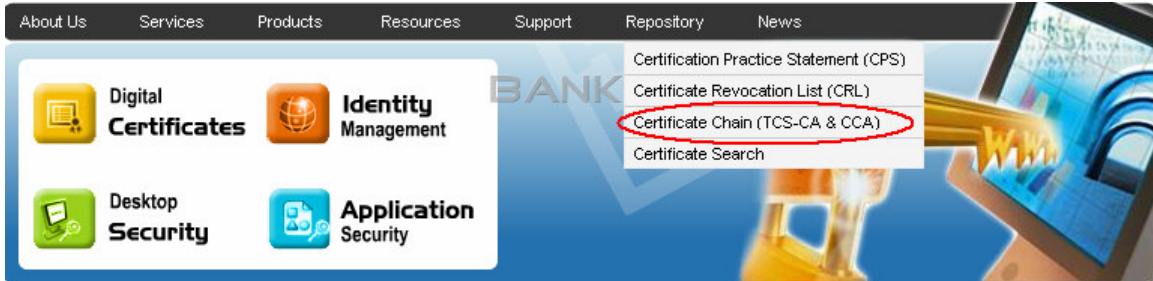 About Us Services Products Resources Support Repository News
Certification Practice Statement (CPS)
Certificate Revocation List (CRL)
Certificate Chain (TCS-CA & CCA)
Certificate Search
BANK
Digital
Certificates
Identity
Management
Desktop
Security
Application
Security
WWW